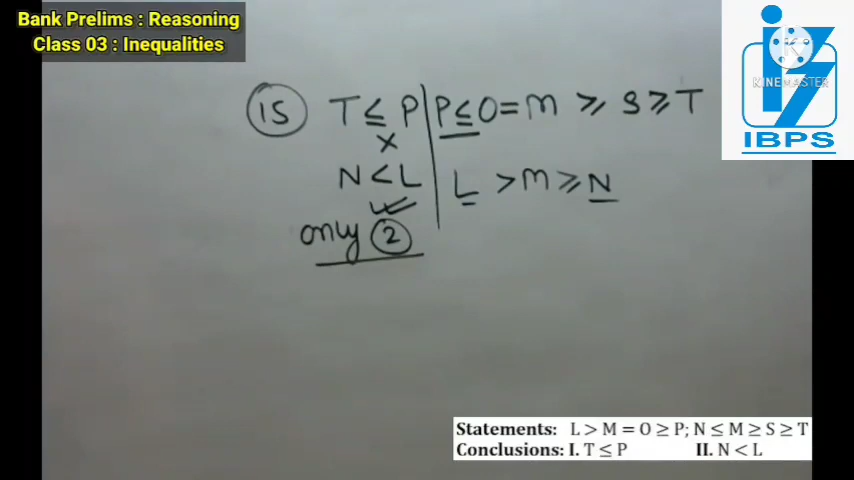 Bank Prelims : Reasoning
Class 03 : Inequalities
KINEMASTER
IBPS
15 T ≤ P | P ≤ O = M ≥ S ≥ T
×
N < L | L > M ≥ N
only 2
Statements: L > M = O ≥ P; N ≤ M ≥ S ≥ T
Conclusions: I. T ≤ P II. N < L